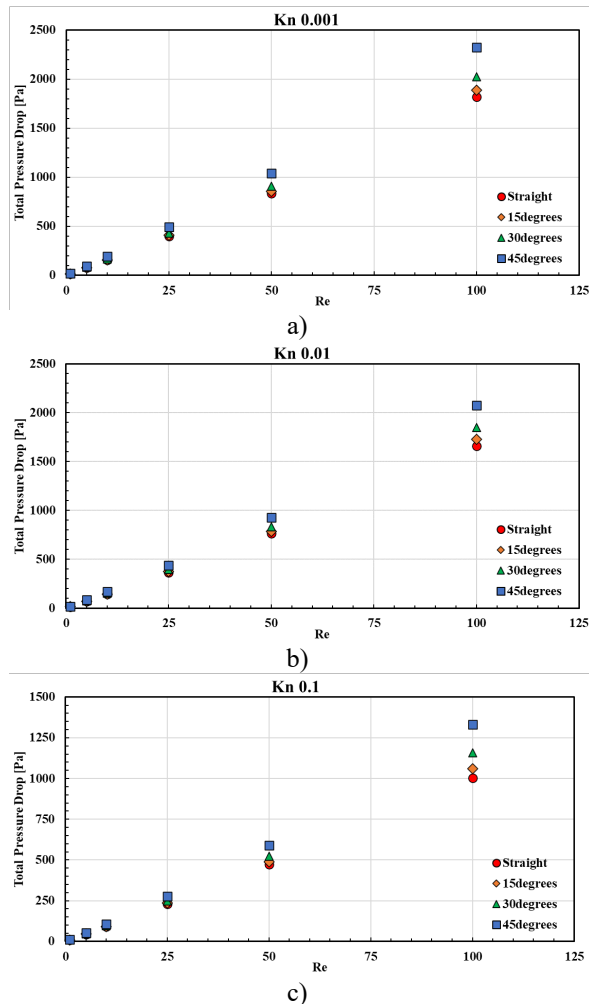 Kn 0.001
2500
2000
1500
1000
500
0
Total Pressure Drop [Pa]
Straight
15degrees
30degrees
45degrees
0 25 50 75 100 125
Re
a)
Kn 0.01
2500
2000
1500
1000
500
0
Total Pressure Drop [Pa]
Straight
15degrees
30degrees
45degrees
0 25 50 75 100 125
Re
b)
Kn 0.1
1500
1250
1000
750
500
250
0
Total Pressure Drop [Pa]
Straight
15degrees
30degrees
45degrees
0 25 50 75 100 125
Re
c)